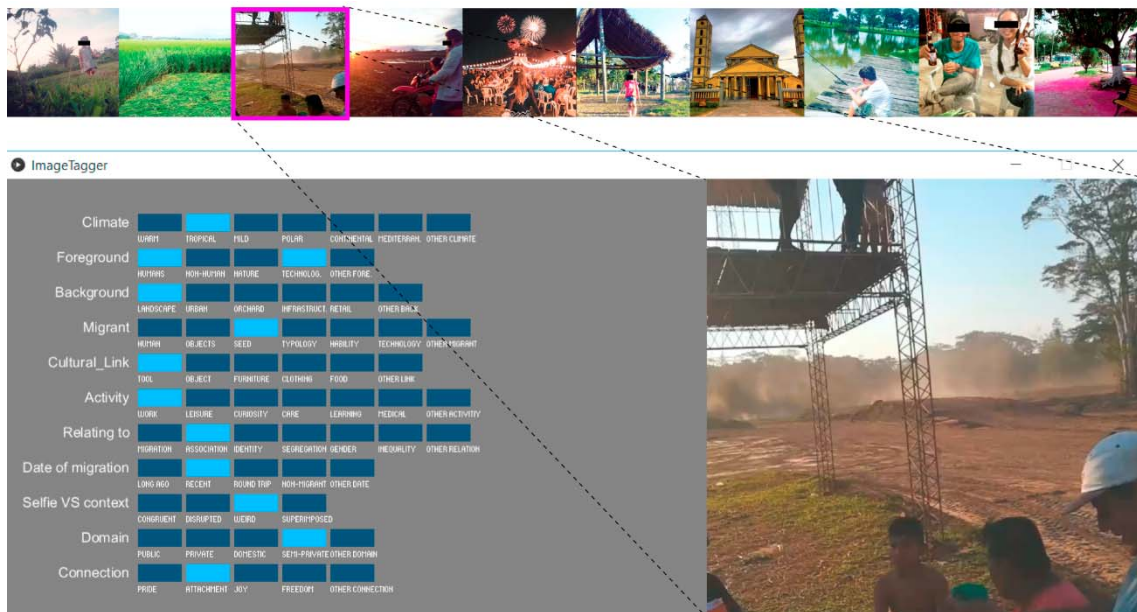 ImageTagger
Climate
WARM TROPICAL MILD POLAR CONTINENTAL MEDITERRAN. OTHER CLIMATE
Foreground
HUMANS NON-HUMAN NATURE TECHNOLOG. OTHER FORE.
Background
LANDSCAPE URBAN ORCHARD INFRASTRUCT. RETAIL OTHER BACK.
Migrant
HUMAN OBJECTS SEED TYPOLOGY HABILITY TECHNOLOGY OTHER MIGRANT
Cultural_Link
TOOL OBJECT FURNITURE CLOTHING FOOD OTHER LINK
Activity
WORK LEISURE CURIOSITY CARE LEARNING MEDICAL OTHER ACTIVITIY
Relating to
MIGRATION ASSOCIATION IDENTITY SEGREGATION GENDER INEQUALITY OTHER RELATION
Date of migration
LONG AGO RECENT ROUND TRIP NON-MIGRANT OTHER DATE
Selfie VS context
CONGRUENT DISRUPTED WEIRD SUPERIMPOSED
Domain
PUBLIC PRIVATE DOMESTIC SEMI-PRIVATE OTHER DOMAIN
Connection
PRIDE ATTACHMENT JOY FREEDOM OTHER CONNECTION